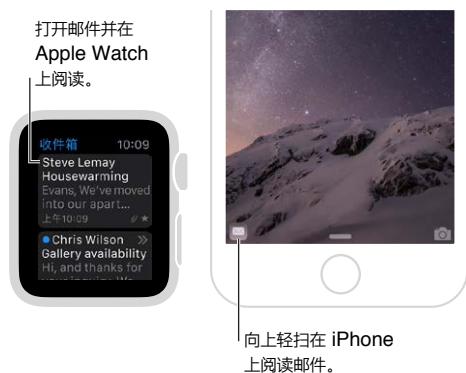 打开邮件并在
Apple Watch
上阅读。
收件箱 10:09
Steve Lemay
Housewarming
Evans, We've moved
into our apart...
上午10:09
Chris Wilson
Gallery availability
Hi, and thanks for
向上轻扫在 iPhone
上阅读邮件。